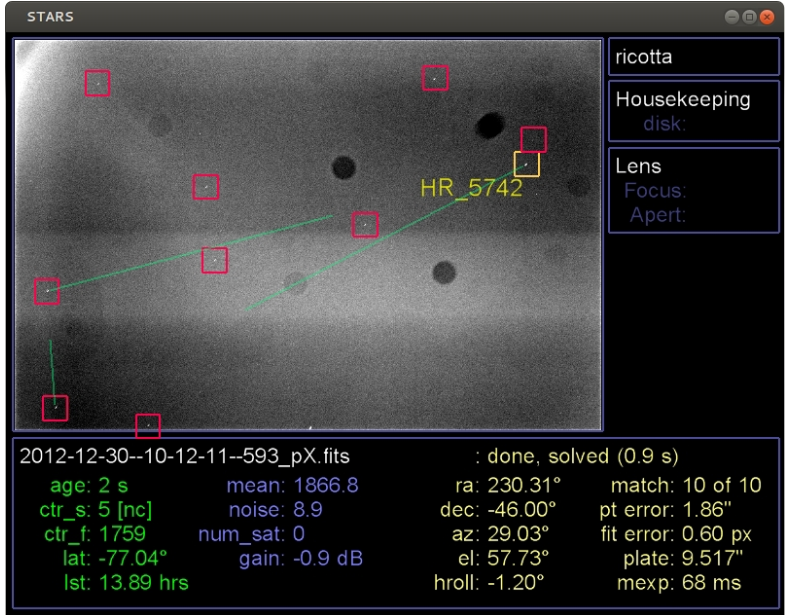 STARS
ricotta
Housekeeping
disk:
Lens
Focus:
Apert:
HR_5742
2012-12-30--10-12-11--593_pX.fits : done, solved (0.9 s)
age: 2 s mean: 1866.8 ra: 230.31° match: 10 of 10
ctr_s: 5 [nc] noise: 8.9 dec: -46.00° pt error: 1.86"
ctr_f: 1759 num_sat: 0 az: 29.03° fit error: 0.60 px
lat: -77.04° gain: -0.9 dB el: 57.73° plate: 9.517"
lst: 13.89 hrs hroll: -1.20° mexp: 68 ms